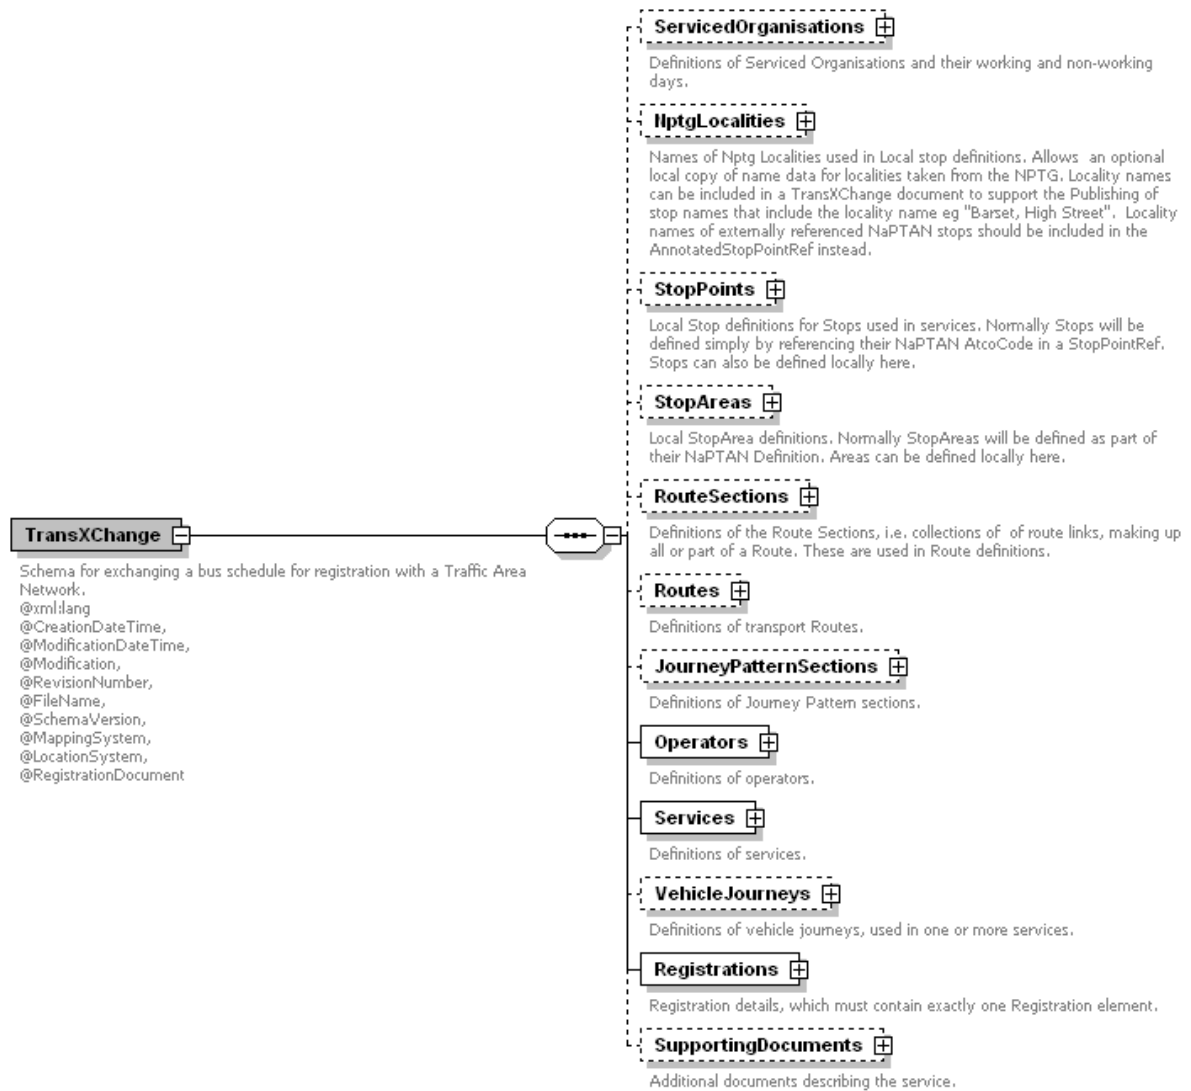 ServicedOrganisations
Definitions of Serviced Organisations and their working and non-working
days.
NptgLocalities
Names of Nptg Localities used in Local stop definitions. Allows  an optional
local copy of name data for localities taken from the NPTG. Locality names
can be included in a TransXChange document to support the Publishing of
stop names that include the locality name eg "Barset, High Street".  Locality
names of externally referenced NaPTAN stops should be included in the
AnnotatedStopPointRef instead.
StopPoints
Local Stop definitions for Stops used in services. Normally Stops will be
defined simply by referencing their NaPTAN AtcoCode in a StopPointRef.
Stops can also be defined locally here.
StopAreas
Local StopArea definitions. Normally StopAreas will be defined as part of
their NaPTAN Definition. Areas can be defined locally here.
RouteSections
Definitions of the Route Sections, i.e. collections of  of route links, making up
all or part of a Route. These are used in Route definitions.
TransXChange
Schema for exchanging a bus schedule for registration with a Traffic Area
Network.
@xml:lang
@CreationDateTime,
@ModificationDateTime,
@Modification,
@RevisionNumber,
@FileName,
@SchemaVersion,
@MappingSystem,
@LocationSystem,
@RegistrationDocument
Routes
Definitions of transport Routes.
JourneyPatternSections
Definitions of Journey Pattern sections.
Operators
Definitions of operators.
Services
Definitions of services.
VehicleJourneys
Definitions of vehicle journeys, used in one or more services.
Registrations
Registration details, which must contain exactly one Registration element.
SupportingDocuments
Additional documents describing the service.